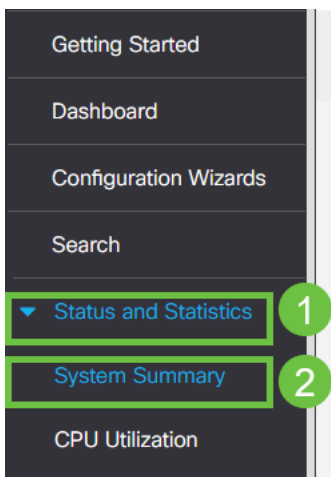 Getting Started
Dashboard
Configuration Wizards
Search
Status and Statistics 1
System Summary 2
CPU Utilization